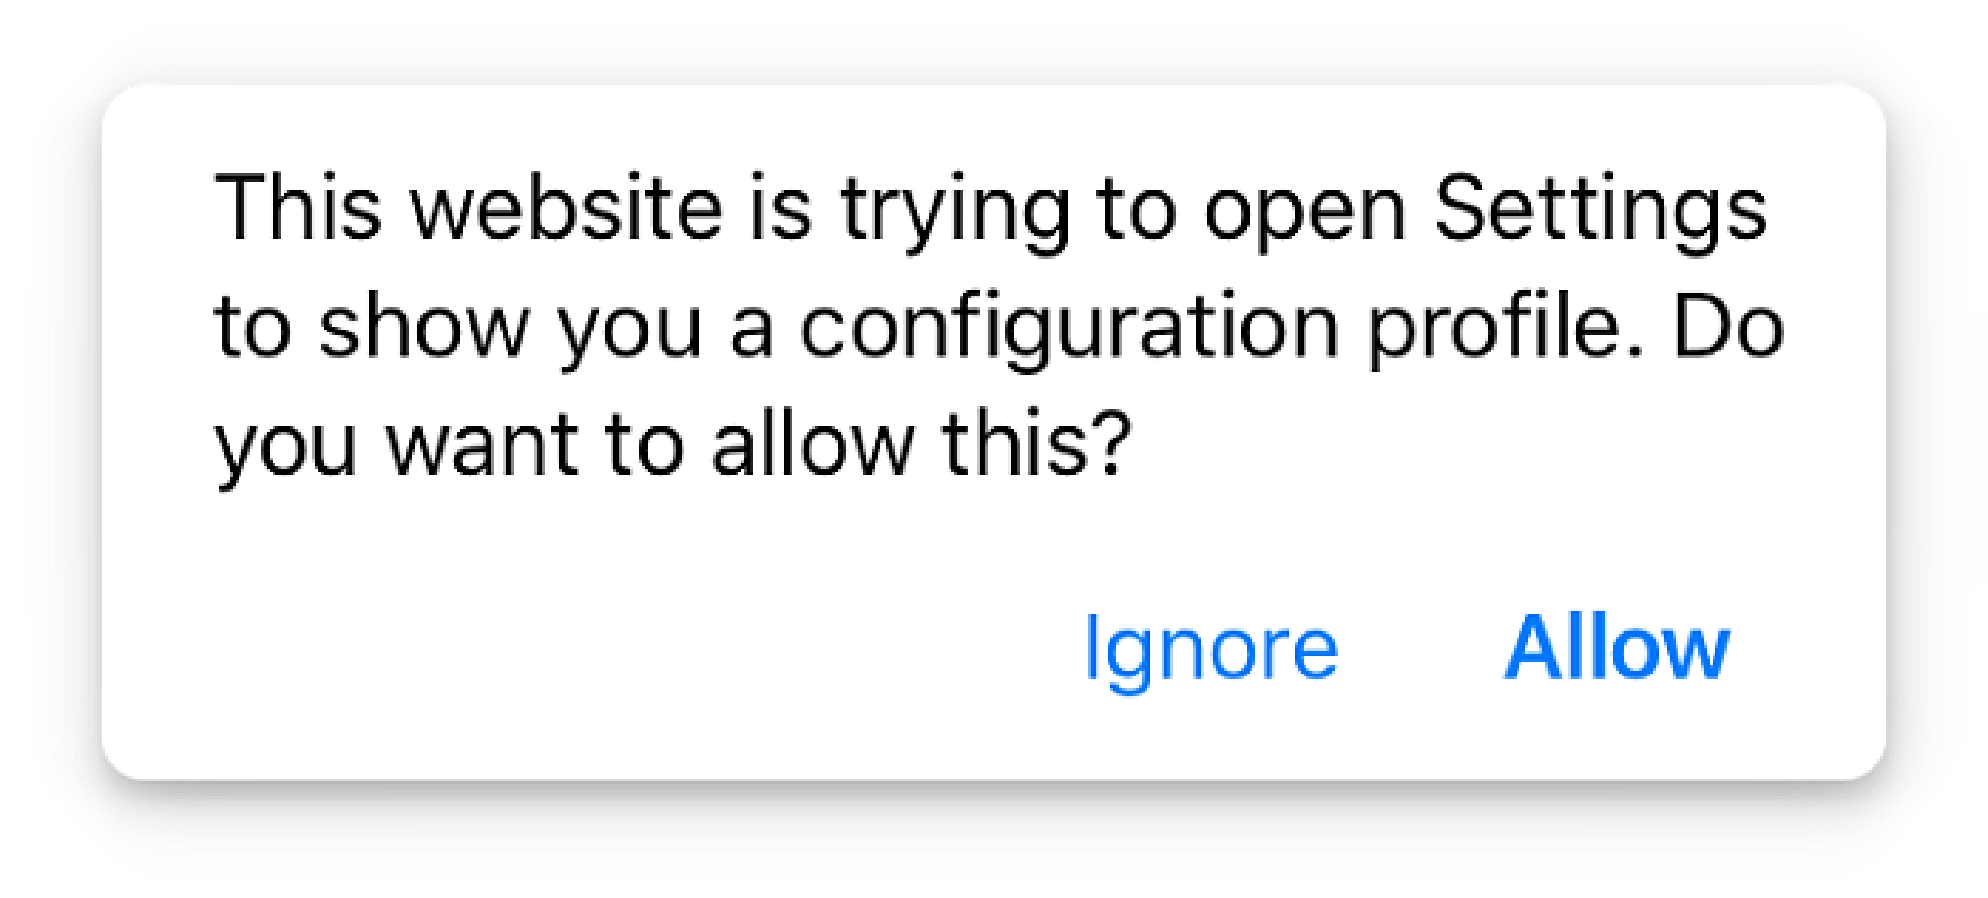 This website is trying to open Settings
to show you a configuration profile. Do
you want to allow this?
Ignore Allow